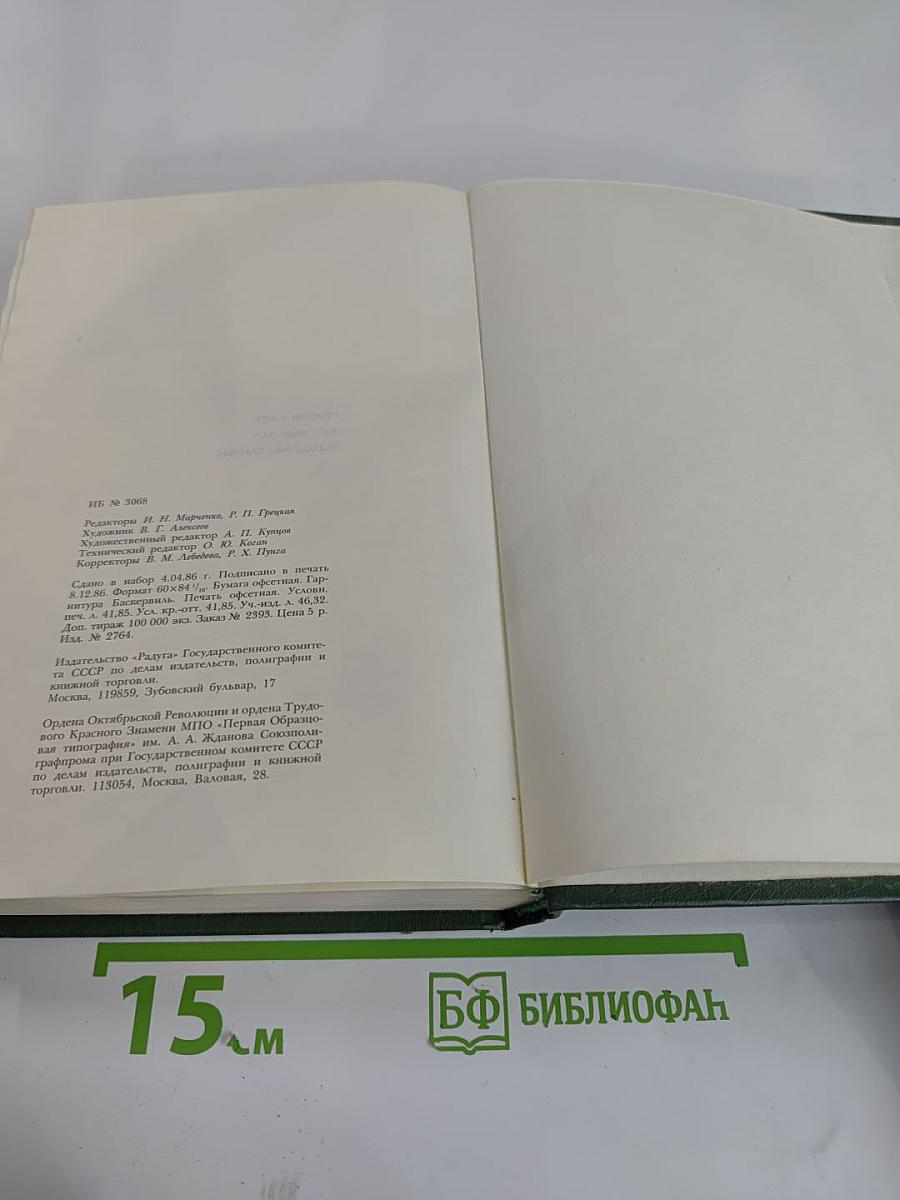 ИБ № 3068
Редакторы И. Н. Марченко, Р. П. Грецкая
Художник В. Г. Алексеев
Художественный редактор А. П. Купцов
Технический редактор О. Ю. Коган
Корректоры В. М. Лебедева, Р. Х. Пунга
Сдано в набор 4.04.86 г. Подписано в печать
8.12.86. Формат 60×84 1/16. Бумага офсетная. Гар-
нитура Баскервиль. Печать офсетная. Условн.
печ. л. 41,85. Усл. кр.-отт. 41,85. Уч.-изд. л. 46,32.
Доп. тираж 100 000 экз. Заказ № 2393. Цена 5 р.
Изд. № 2764.
Издательство «Радуга» Государственного комите-
та СССР по делам издательств, полиграфии и
книжной торговли.
Москва, 119859, Зубовский бульвар, 17
Ордена Октябрьской Революции и ордена Трудо-
вого Красного Знамени МПО «Первая Образцо-
вая типография» им. А. А. Жданова Союзполи-
графпрома при Государственном комитете СССР
по делам издательств, полиграфии и книжной
торговли. 113054, Москва, Валовая, 28.
15 см
БФ БИБЛИОФАН